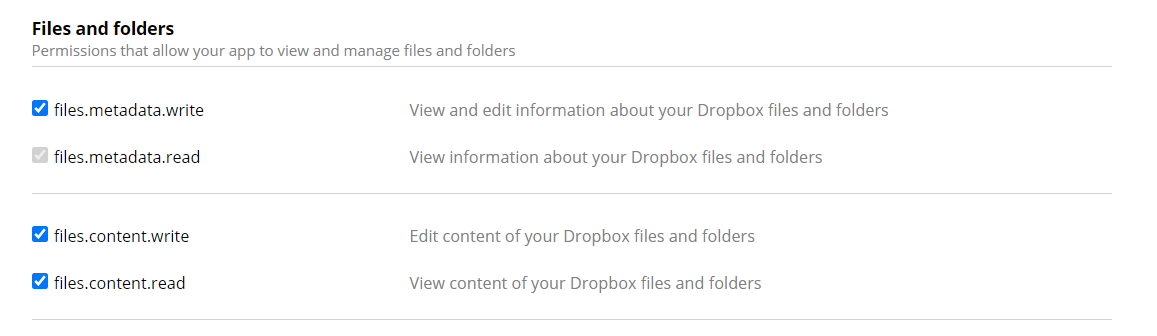 Files and folders
Permissions that allow your app to view and manage files and folders
files.metadata.write View and edit information about your Dropbox files and folders
files.metadata.read View information about your Dropbox files and folders
files.content.write Edit content of your Dropbox files and folders
files.content.read View content of your Dropbox files and folders